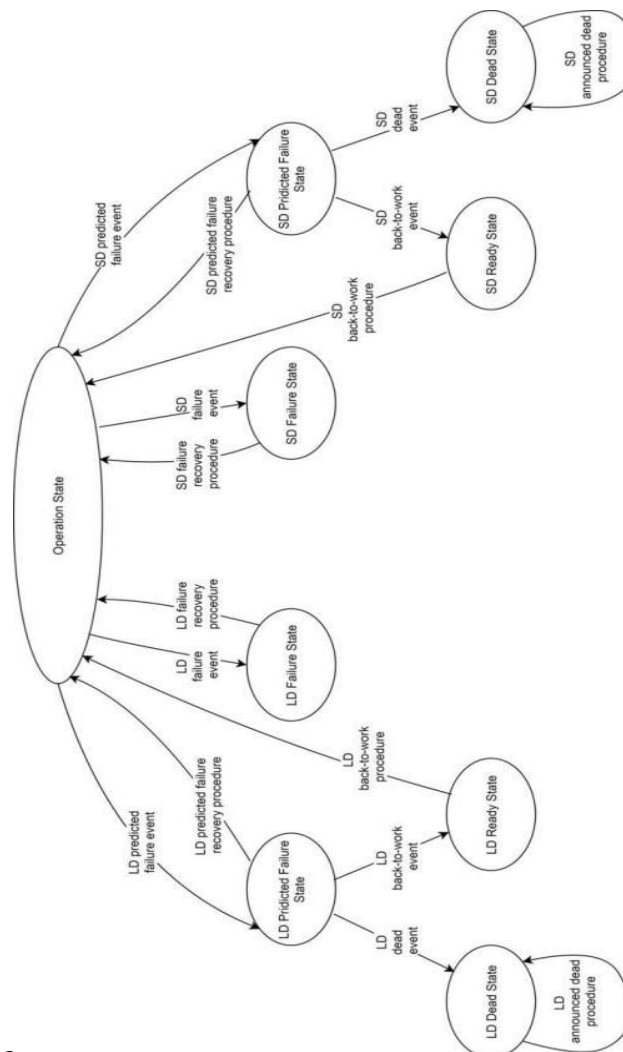 Operation State
SD predicted
failure event
SD predicted failure
recovery procedure
SD Pridicted Failure
State
SD
dead
event
SD Dead State
SD
announced dead
procedure
SD
back-to-work
event
SD Ready State
SD
back-to-work
procedure
SD
failure
event
SD Failure State
SD failure
recovery
procedure
LD failure
recovery
procedure
LD
failure
event
LD Failure State
LD
back-to-work
procedure
LD Ready State
LD
back-to-work
event
LD predicted failure
recovery procedure
LD predicted
failure event
LD Pridicted Failure
State
LD
dead
event
LD Dead State
LD
announced dead
procedure